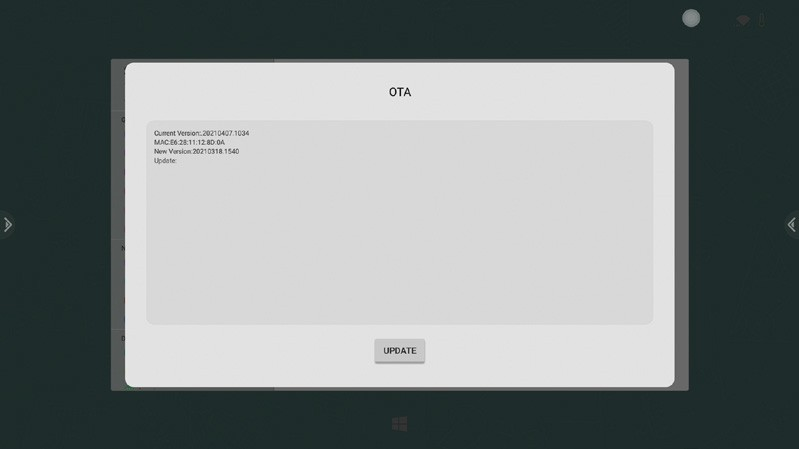 OTA
Current Version:.20210407.1034
MAC:E6:28:11:12:8D:0A
New Version:20210318.1540
Update:
UPDATE